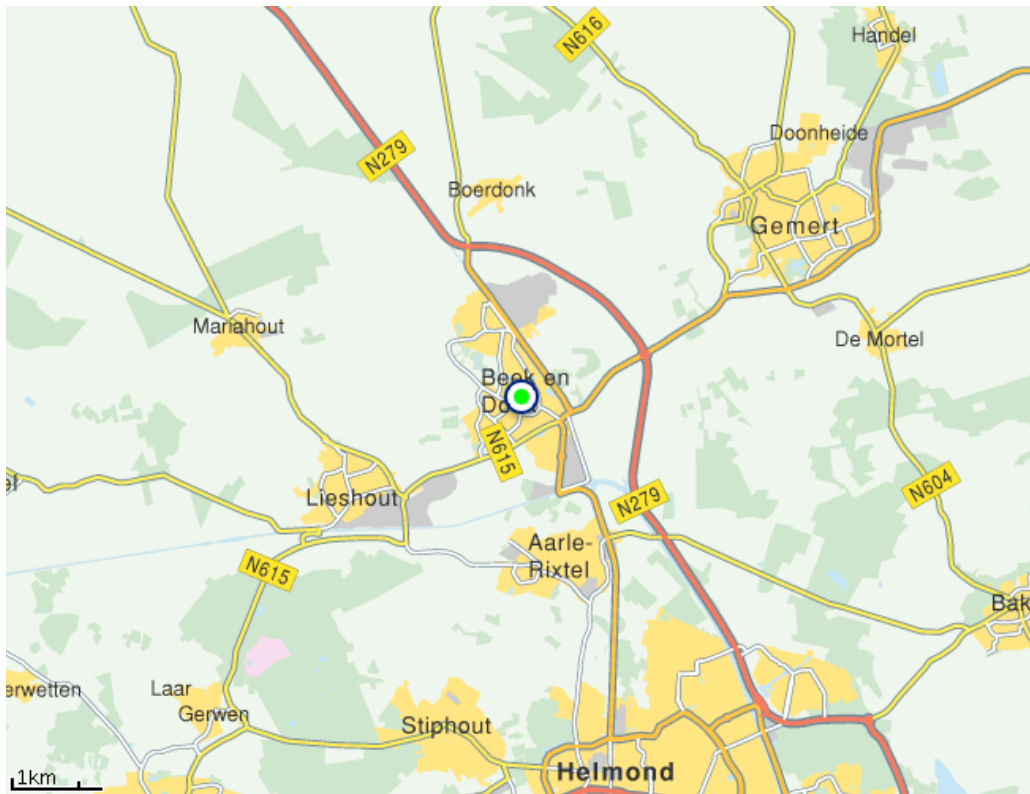 N616
Handel
N279
Doonheide
Boerdonk
Gemert
Mariahout
De Mortel
Beek en
N615
Lieshout
N604
N279
Aarle-
Rixtel
N615
Laar
Gerwen
Stiphout
Helmond
1km